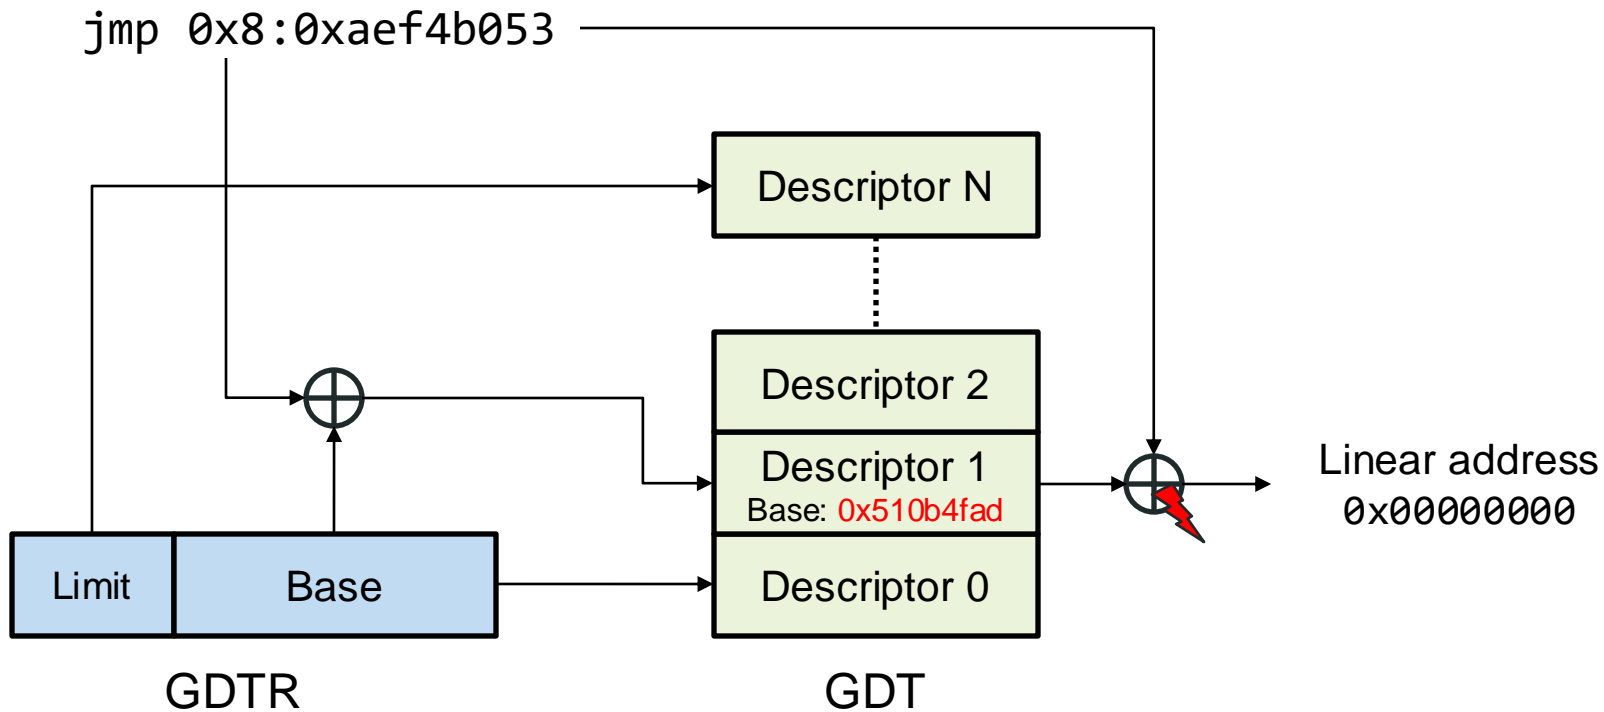 jmp 0x8:0xaef4b053
Descriptor N
Descriptor 2
Descriptor 1
Base: 0x510b4fad
Descriptor 0
Limit
Base
Linear address
0x00000000
GDTR
GDT